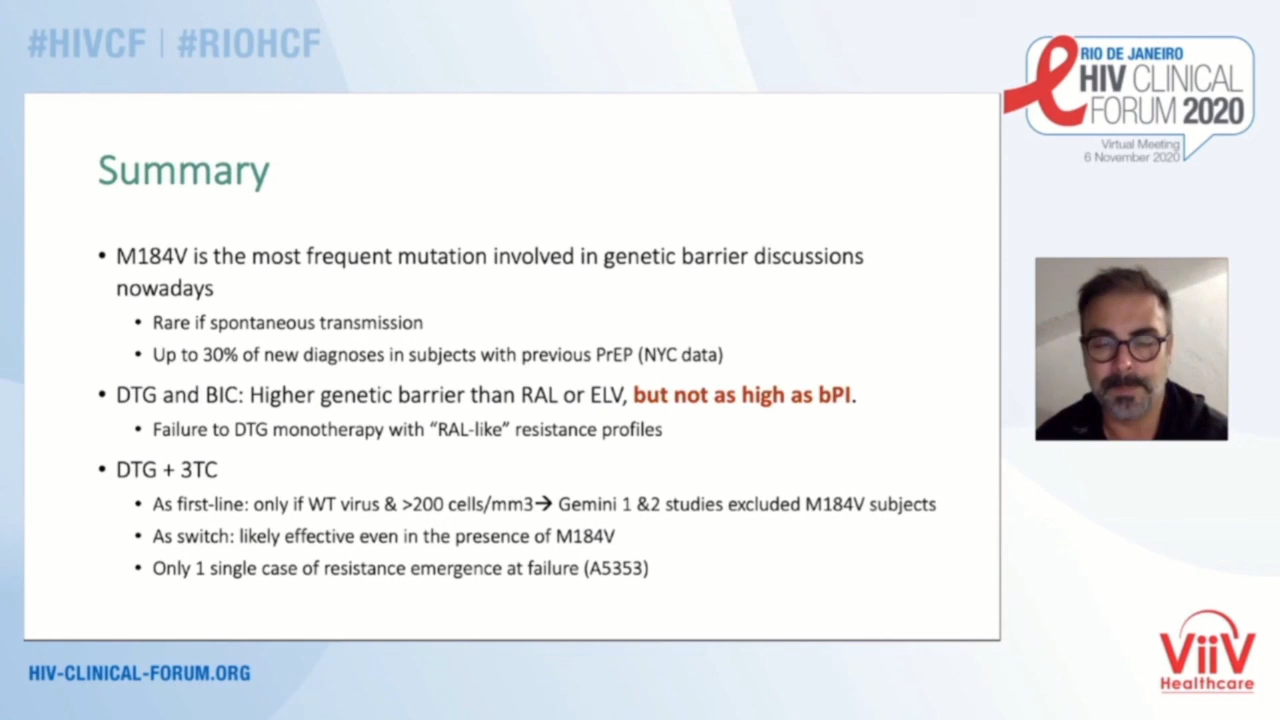 #HIVCF | #RIOHCF
RIO DE JANEIRO
HIV CLINICAL
FORUM 2020
Virtual Meeting
6 November 2020
Summary
• M184V is the most frequent mutation involved in genetic barrier discussions
nowadays
• Rare if spontaneous transmission
• Up to 30% of new diagnoses in subjects with previous PrEP (NYC data)
• DTG and BIC: Higher genetic barrier than RAL or ELV, but not as high as bPI.
• Failure to DTG monotherapy with “RAL-like” resistance profiles
• DTG + 3TC
• As first-line: only if WT virus & >200 cells/mm3→ Gemini 1 &2 studies excluded M184V subjects
• As switch: likely effective even in the presence of M184V
• Only 1 single case of resistance emergence at failure (A5353)
HIV-CLINICAL-FORUM.ORG
ViiV
Healthcare